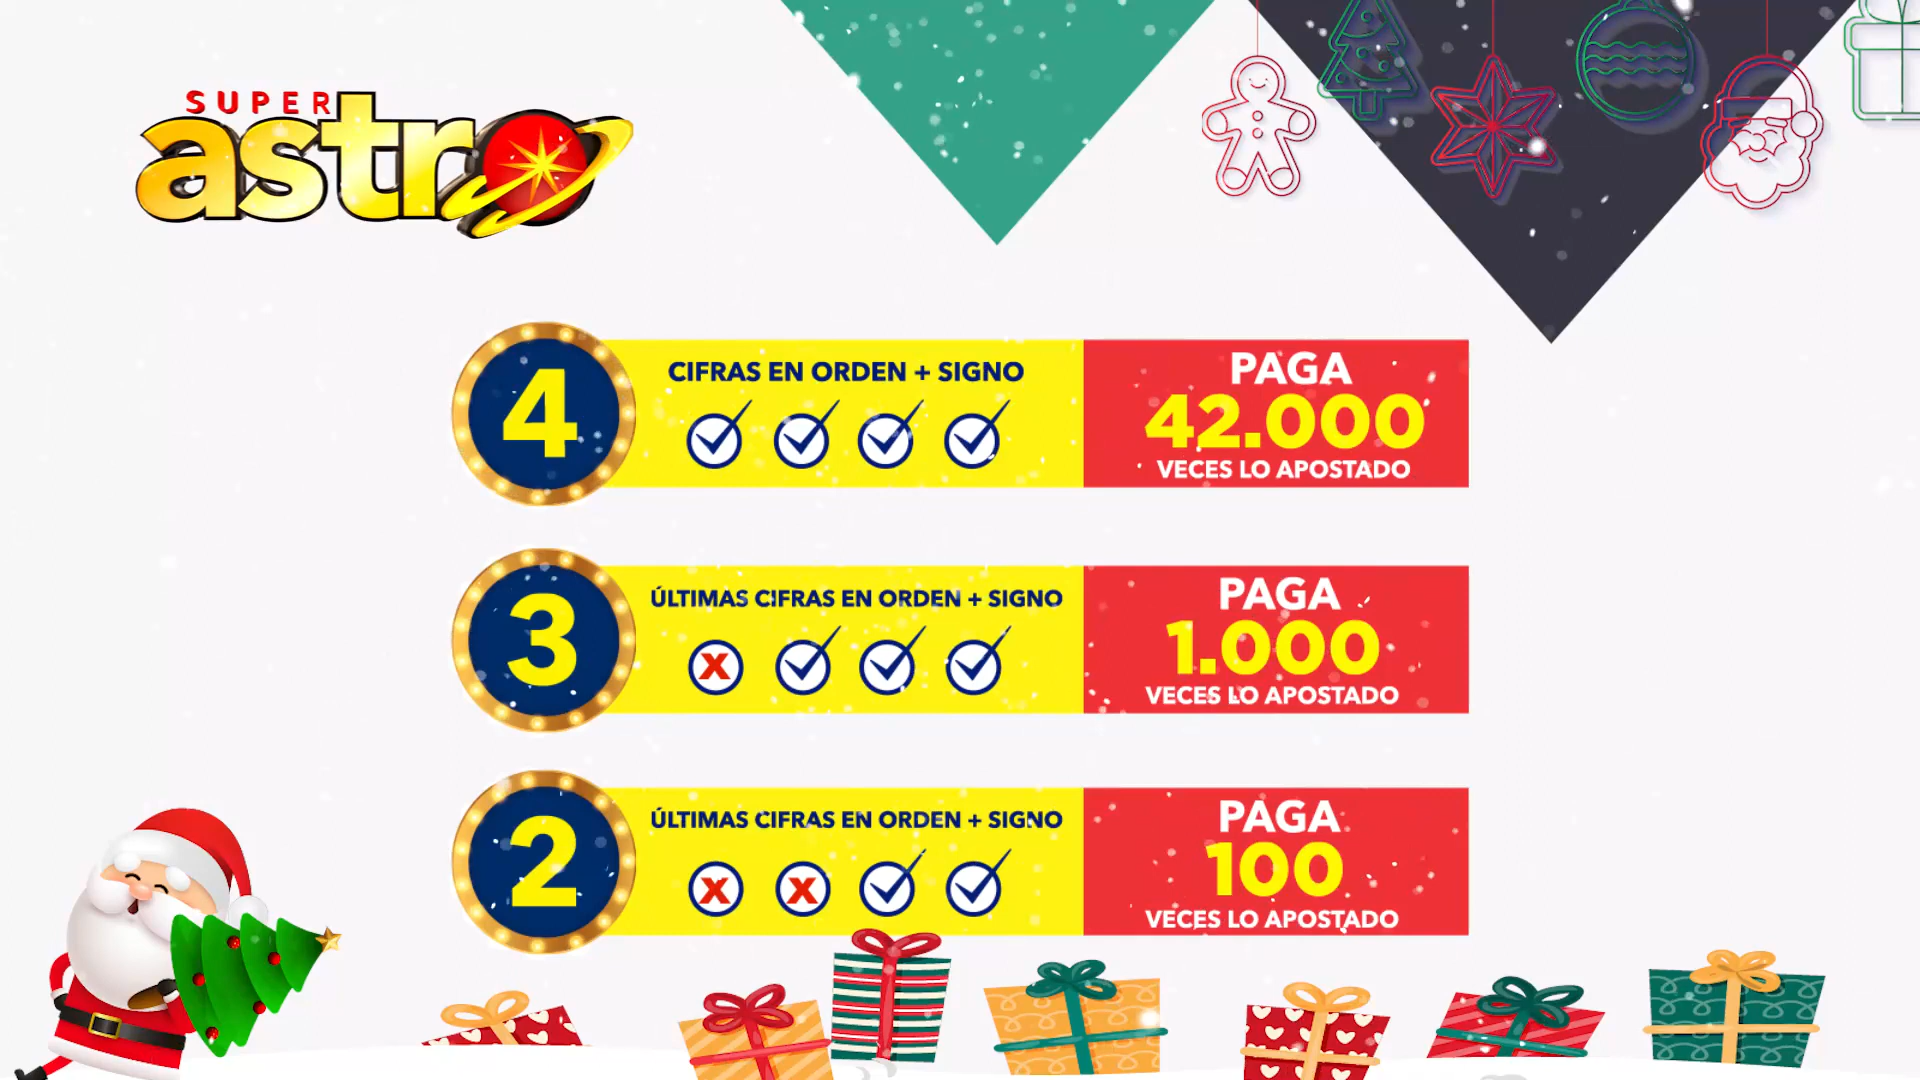 SUPER
astro
4
CIFRAS EN ORDEN + SIGNO
PAGA
42.000
VECES LO APOSTADO
3
ÚLTIMAS CIFRAS EN ORDEN + SIGNO
X
PAGA
1.000
VECES LO APOSTADO
2
ÚLTIMAS CIFRAS EN ORDEN + SIGNO
X X
PAGA
100
VECES LO APOSTADO